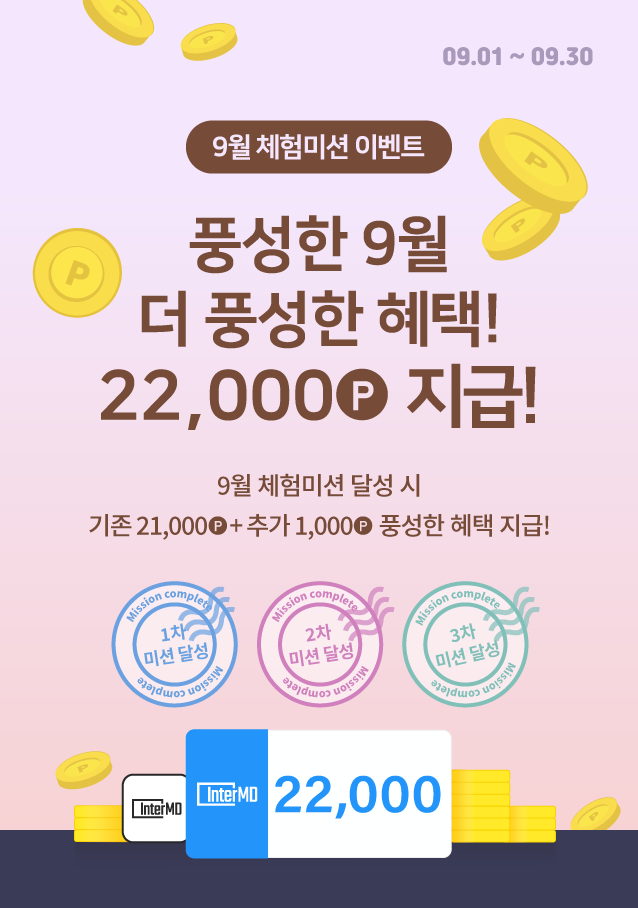 09.01 ~ 09.30
9월 체험미션 이벤트
풍성한 9월
더 풍성한 혜택!
22,000P 지급!
9월 체험미션 달성 시
기존 21,000P + 추가 1,000P 풍성한 혜택 지급!
Mission complete
1차
미션 달성
Mission complete
Mission complete
2차
미션 달성
Mission complete
Mission complete
3차
미션 달성
Mission complete
InterMD
InterMD
22,000
P
P
P
P
P
P
P